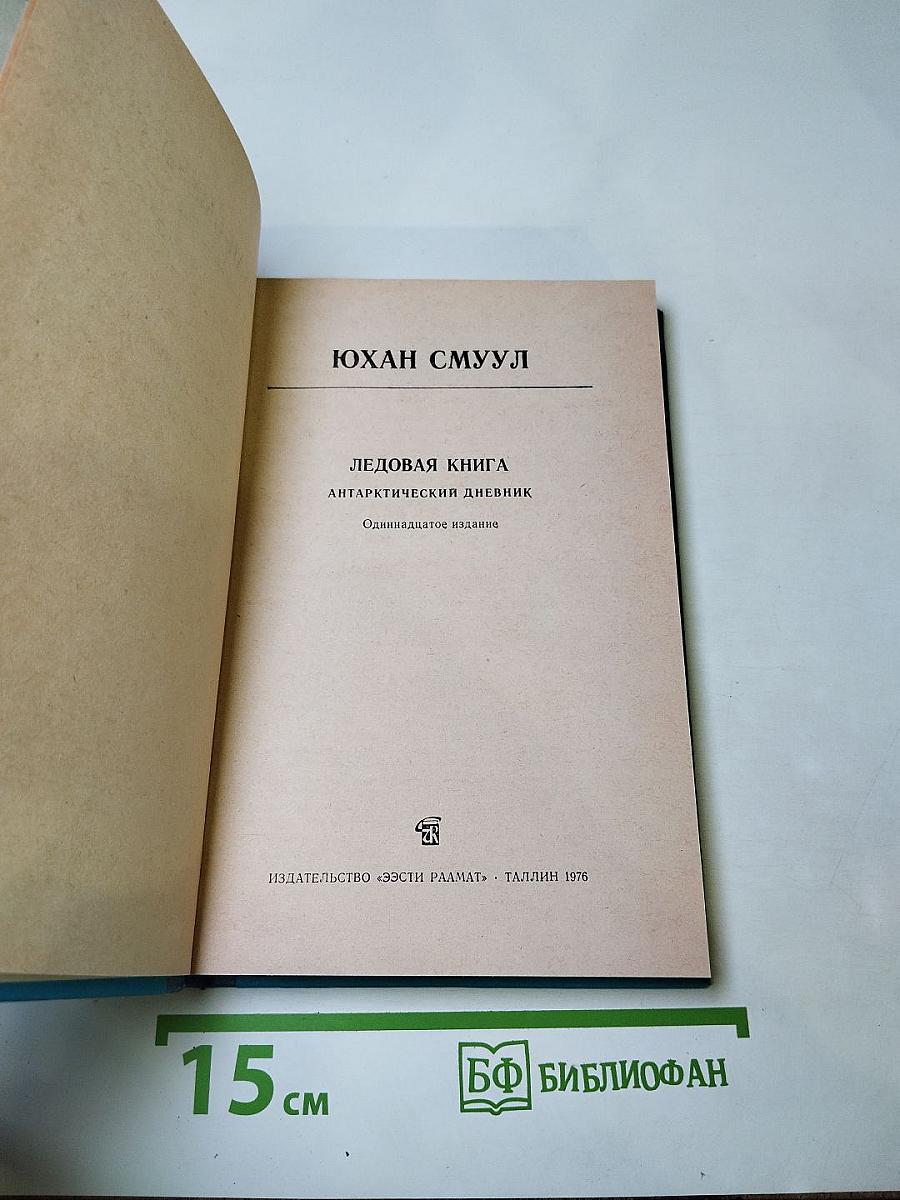 ЮХАН СМУУЛ
ЛЕДОВАЯ КНИГА
АНТАРКТИЧЕСКИЙ ДНЕВНИК
Одиннадцатое издание
ИЗДАТЕЛЬСТВО «ЭЭСТИ РААМАТ» · ТАЛЛИН 1976
15 см
БФ БИБЛИОФАН